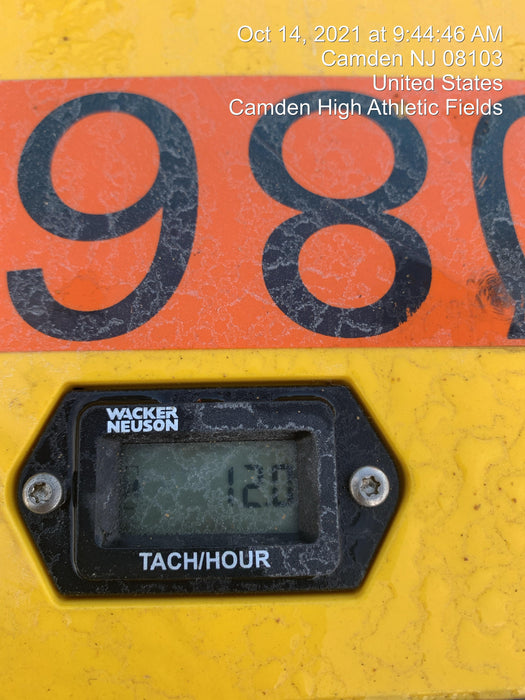 Oct 14, 2021 at 9:44:46 AM
Camden NJ 08103
United States
Camden High Athletic Fields
98
WACKER
NEUSON
12.0
TACH/HOUR